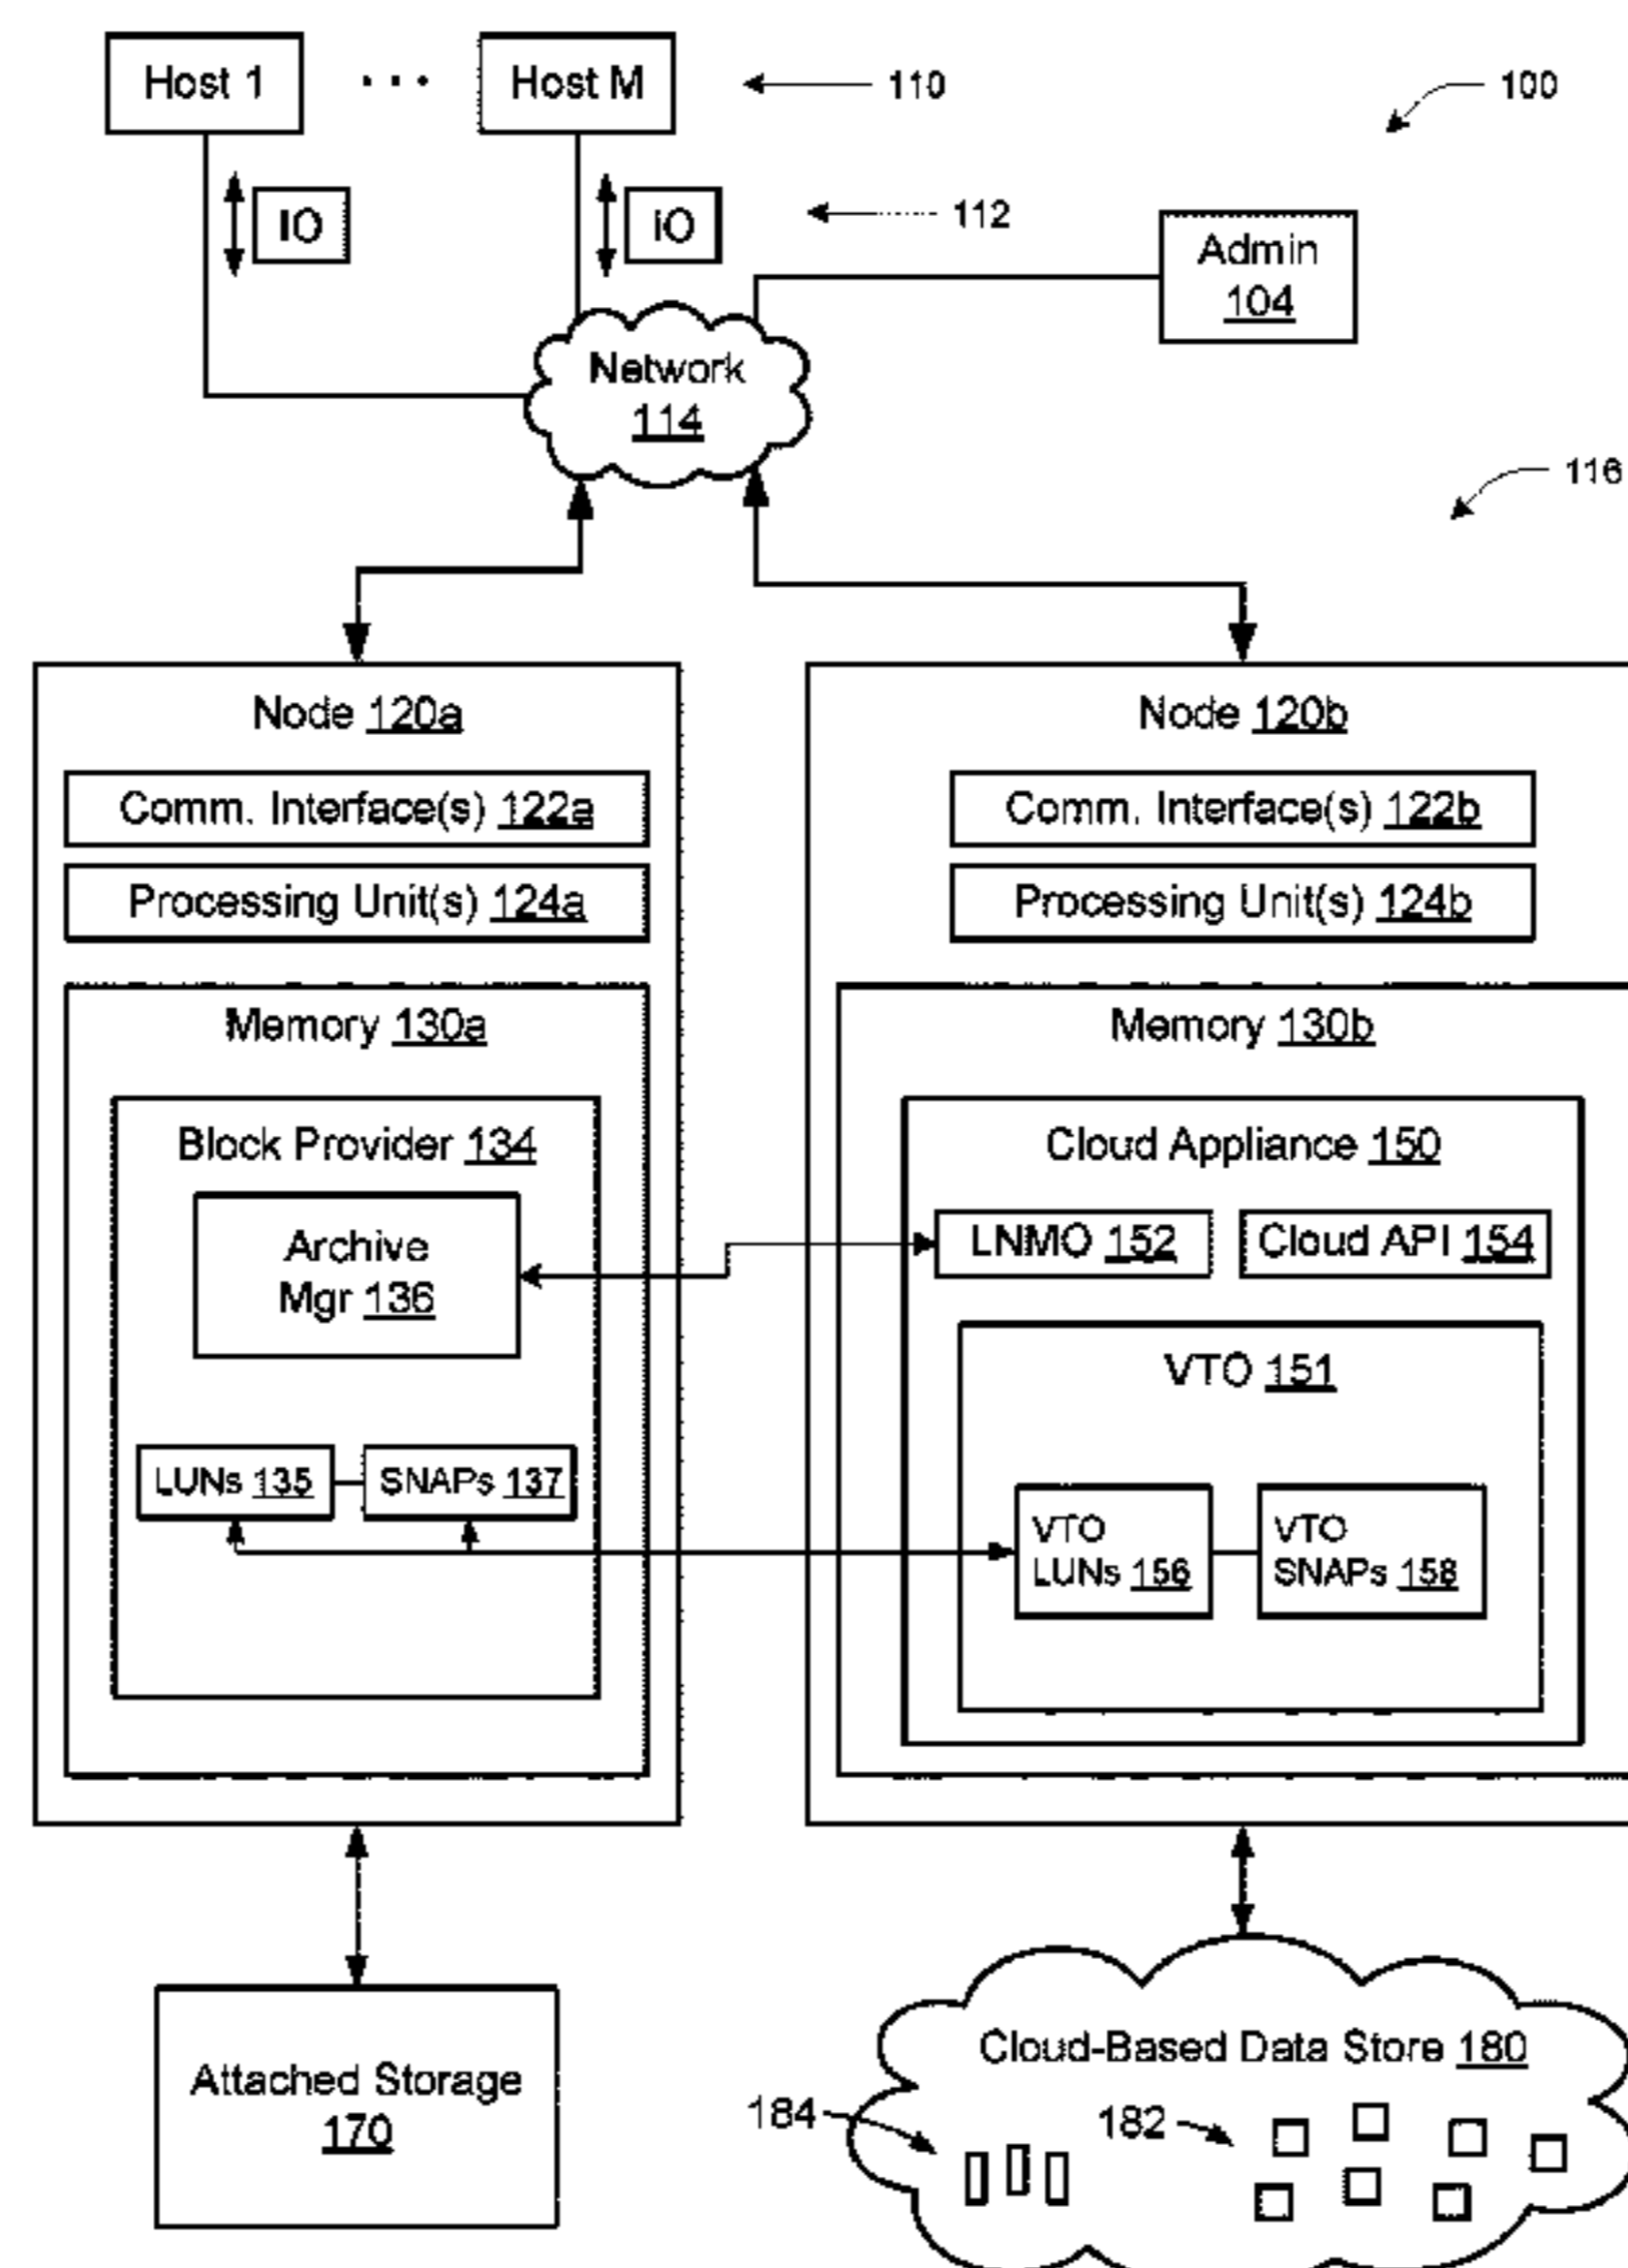 Host 1
• • •
Host M
110
100
IO
IO
112
Admin
104
Network
114
116
Node 120a
Node 120b
Comm. Interface(s) 122a
Comm. Interface(s) 122b
Processing Unit(s) 124a
Processing Unit(s) 124b
Memory 130a
Memory 130b
Block Provider 134
Cloud Appliance 150
Archive
Mgr 136
LNMO 152
Cloud API 154
VTO 151
LUNs 135
SNAPs 137
VTO
LUNs 156
VTO
SNAPs 158
Attached Storage
170
Cloud-Based Data Store 180
184
182